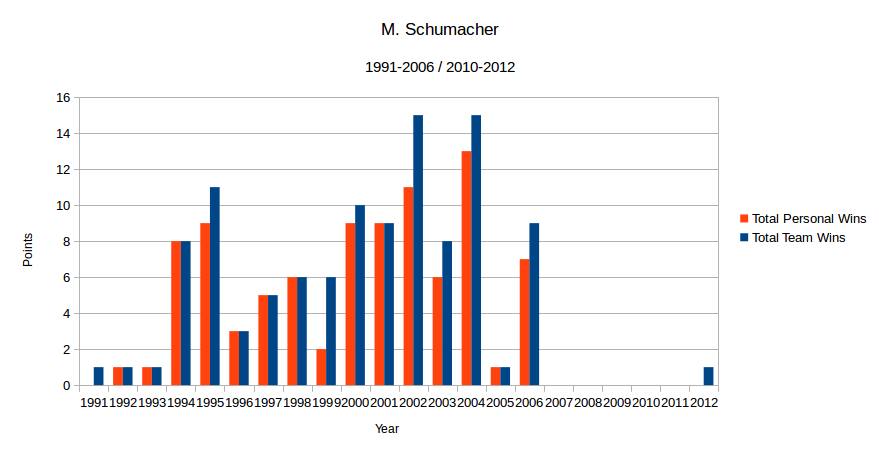 M. Schumacher
1991-2006 / 2010-2012
16
14
12
10
8
6
4
2
0
Points
1991 1992 1993 1994 1995 1996 1997 1998 1999 2000 2001 2002 2003 2004 2005 2006 2007 2008 2009 2010 2011 2012
Year
Total Personal Wins
Total Team Wins